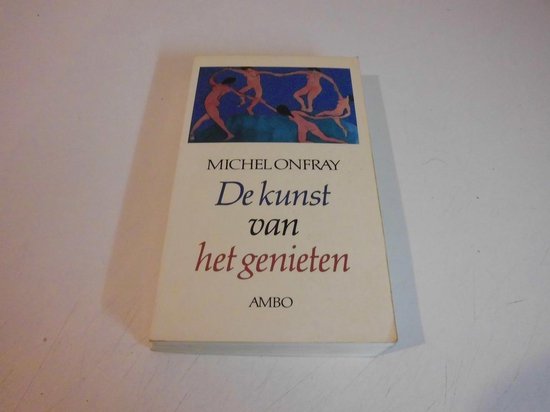 MICHEL ONFRAY
De kunst
van
het genieten
AMBO